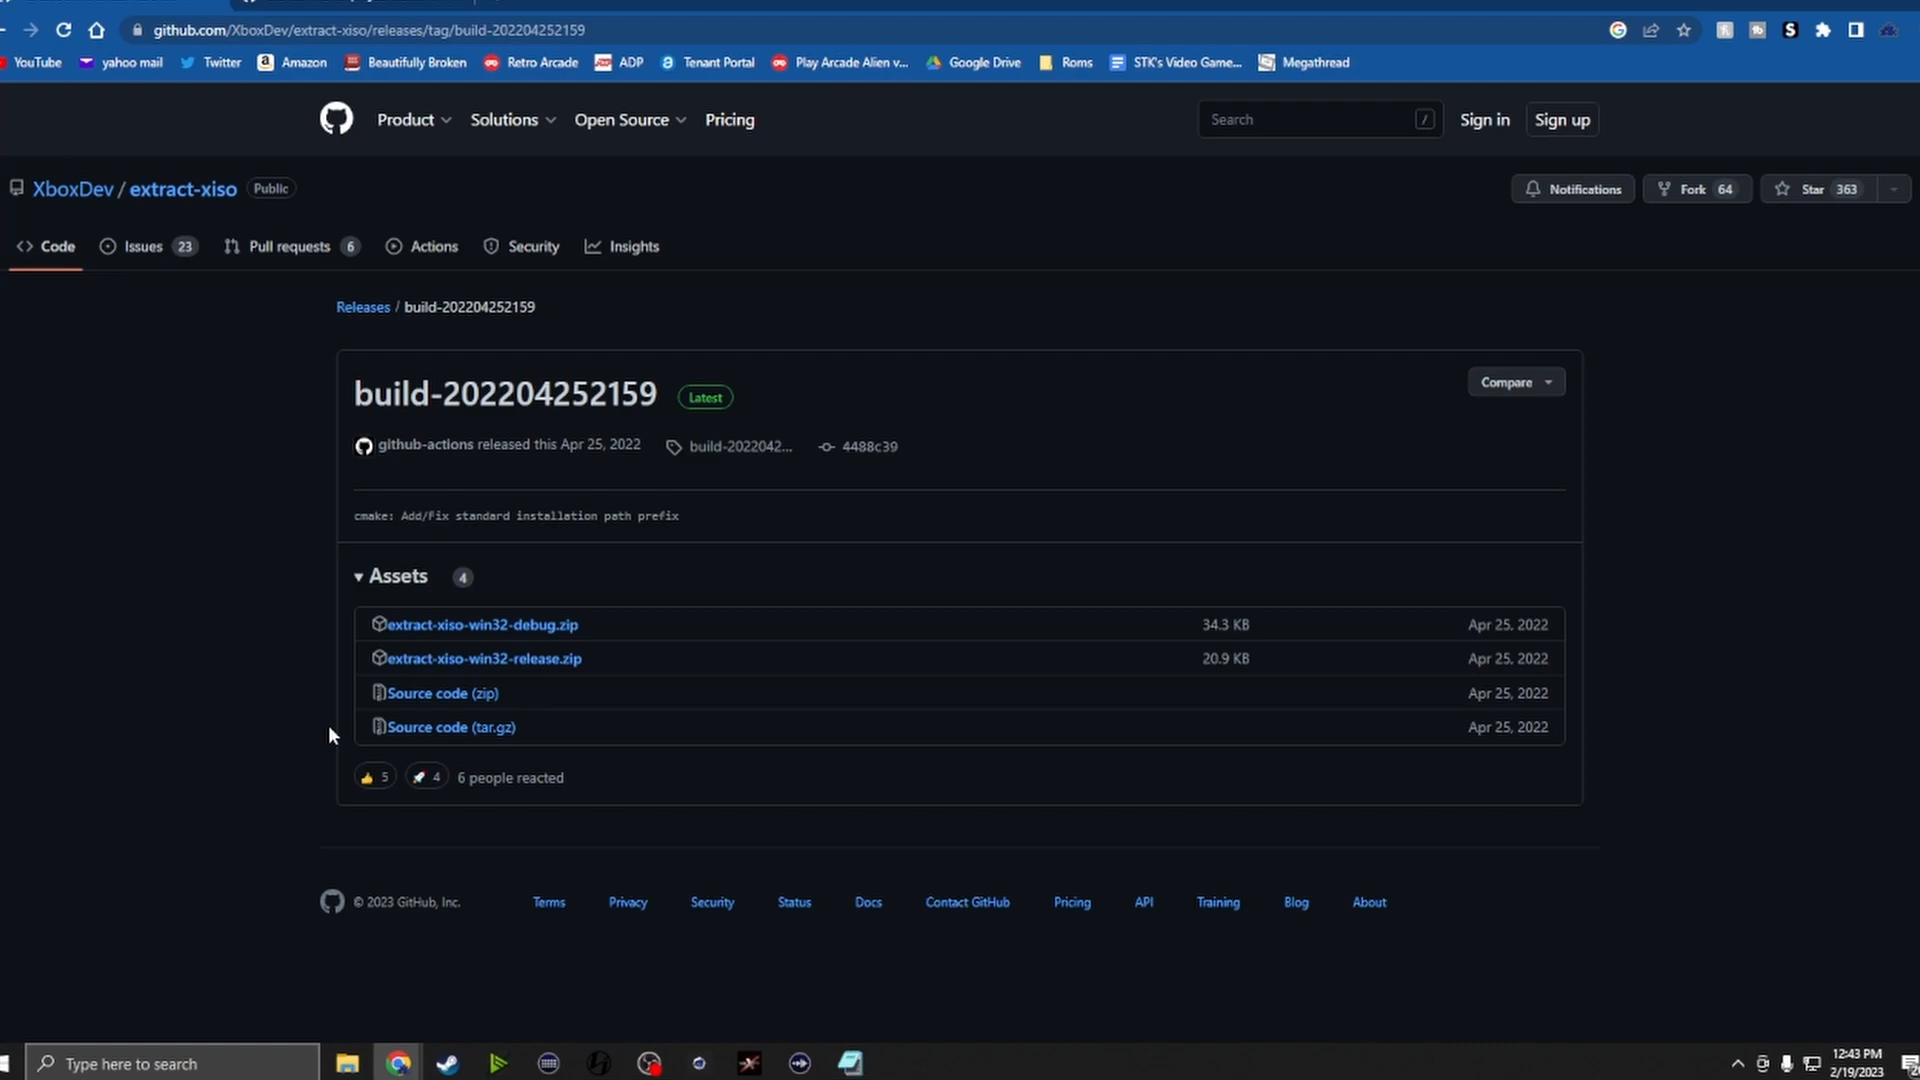 github.com/XboxDev/extract-xiso/releases/tag/build-202204252159
YouTube yahoo mail Twitter Amazon Beautifully Broken Retro Arcade ADP Tenant Portal Play Arcade Alien v... Google Drive Roms STK's Video Game... Megathread
Product Solutions Open Source Pricing Search / Sign in Sign up
XboxDev / extract-xiso Public Notifications Fork 64 Star 363
Code Issues 23 Pull requests 6 Actions Security Insights
Releases / build-202204252159
build-202204252159 Latest Compare
github-actions released this Apr 25, 2022 build-2022042... 4488c39
cmake: Add/Fix standard installation path prefix
Assets 4
extract-xiso-win32-debug.zip 34.3 KB Apr 25, 2022
extract-xiso-win32-release.zip 20.9 KB Apr 25, 2022
Source code (zip) Apr 25, 2022
Source code (tar.gz) Apr 25, 2022
👍 5 🚀 4 6 people reacted
© 2023 GitHub, Inc. Terms Privacy Security Status Docs Contact GitHub Pricing API Training Blog About
Type here to search
12:43 PM
2/19/2023